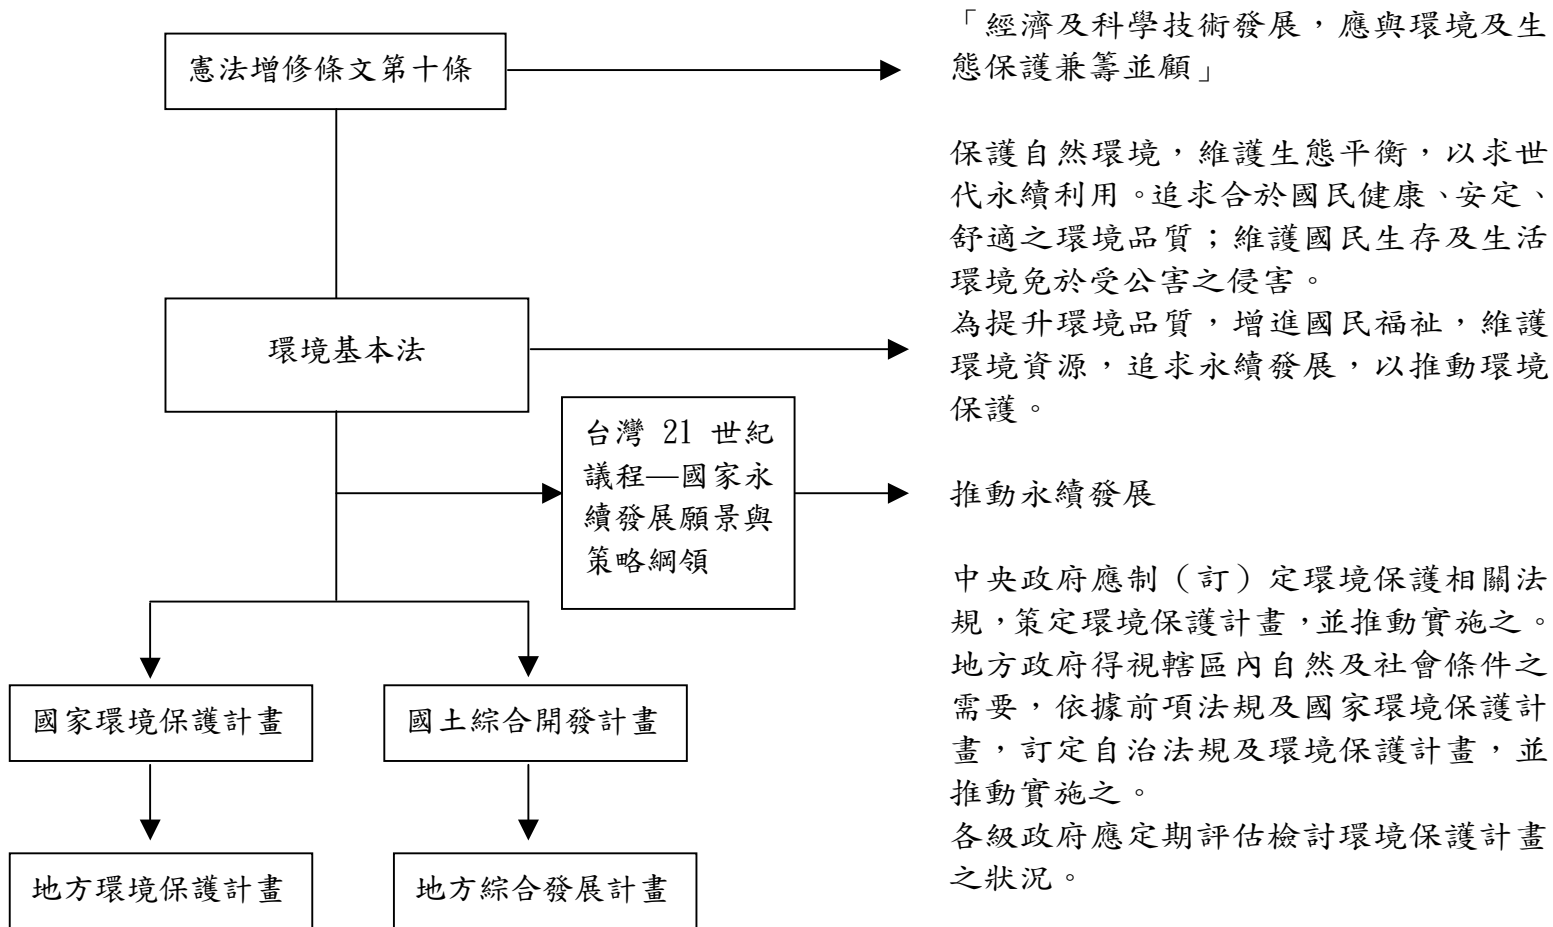 憲法增修條文第十條
「經濟及科學技術發展，應與環境及生
態保護兼籌並顧」
環境基本法
保護自然環境，維護生態平衡，以求世
代永續利用。追求合於國民健康、安定、
舒適之環境品質；維護國民生存及生活
環境免於受公害之侵害。
為提升環境品質，增進國民福祉，維護
環境資源，追求永續發展，以推動環境
保護。
台灣 21 世紀
議程—國家永
續發展願景與
策略綱領
推動永續發展
中央政府應制（訂）定環境保護相關法
規，策定環境保護計畫，並推動實施之。
地方政府得視轄區內自然及社會條件之
需要，依據前項法規及國家環境保護計
畫，訂定自治法規及環境保護計畫，並
推動實施之。
各級政府應定期評估檢討環境保護計畫
之狀況。
國家環境保護計畫
國土綜合開發計畫
地方環境保護計畫
地方綜合發展計畫